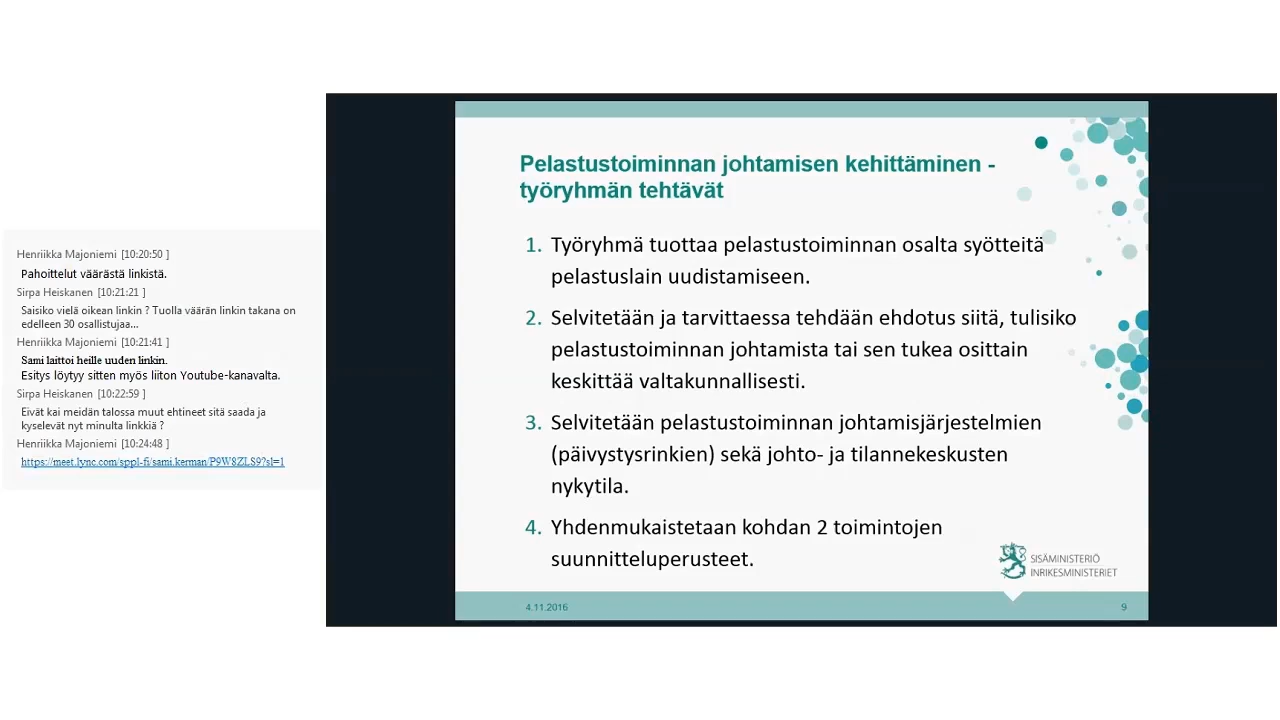 Henriikka Majoniemi [10:20:50 ]
Pahoittelut väärästä linkistä.
Sirpa Heiskanen [10:21:21 ]
Saisiko vielä oikean linkin ? Tuolla väärän linkin takana on
edelleen 30 osallistujaa...
Henriikka Majoniemi [10:21:41 ]
Sami laittoi heille uuden linkin.
Esitys löytyy sitten myös liiton Youtube-kanavalta.
Sirpa Heiskanen [10:22:59 ]
Eivät kai meidän talossa muut ehtineet sitä saada ja
kyselevät nyt minulta linkkiä ?
Henriikka Majoniemi [10:24:48 ]
https://meet.lync.com/sppl-fi/sami.kerman/P9W8ZLS9?sl=1
Pelastustoiminnan johtamisen kehittäminen -
työryhmän tehtävät
1. Työryhmä tuottaa pelastustoiminnan osalta syötteitä
pelastuslain uudistamiseen.
2. Selvitetään ja tarvittaessa tehdään ehdotus siitä, tulisiko
pelastustoiminnan johtamista tai sen tukea osittain
keskittää valtakunnallisesti.
3. Selvitetään pelastustoiminnan johtamisjärjestelmien
(päivystysrinkien) sekä johto- ja tilannekeskusten
nykytila.
4. Yhdenmukaistetaan kohdan 2 toimintojen
suunnitteluperusteet.
SISÄMINISTERIÖ
INRIKESMINISTERIET
4.11.2016
9